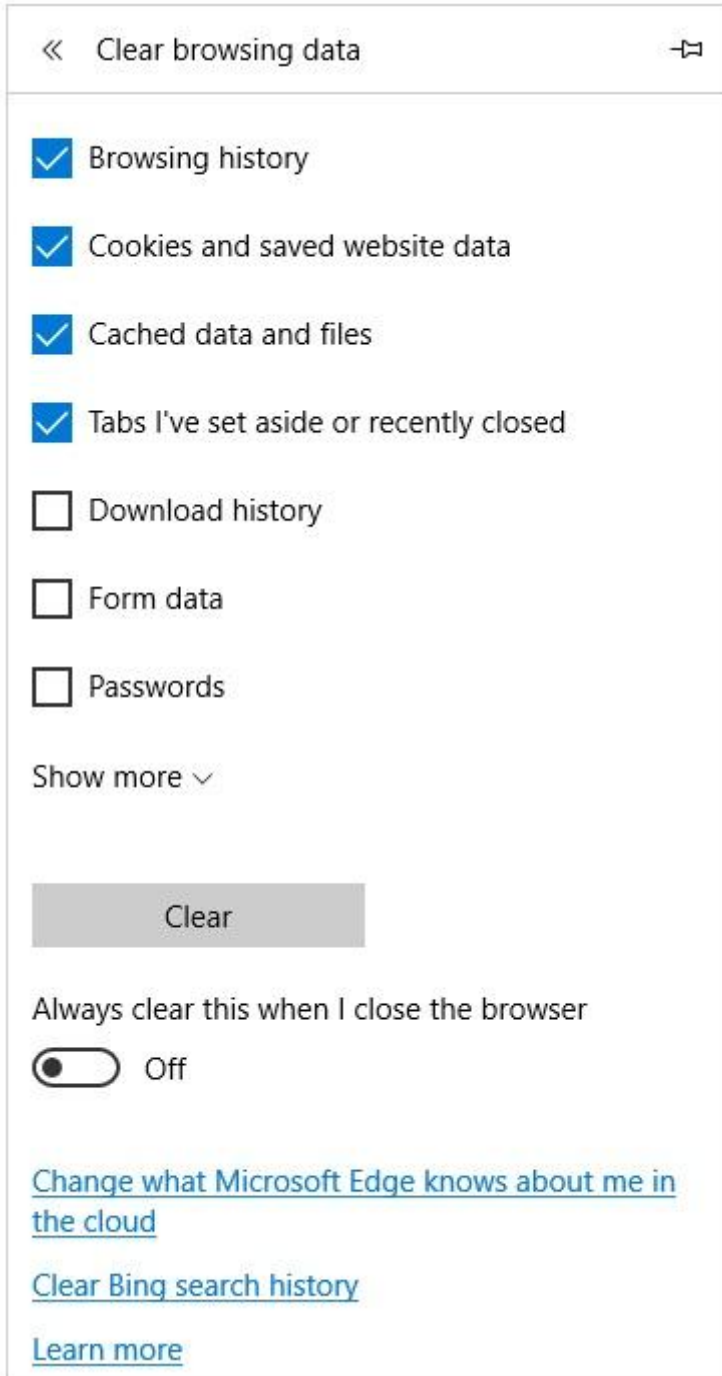 Clear browsing data
Browsing history
Cookies and saved website data
Cached data and files
Tabs I've set aside or recently closed
Download history
Form data
Passwords
Show more
Clear
Always clear this when I close the browser
Off
Change what Microsoft Edge knows about me in
the cloud
Clear Bing search history
Learn more